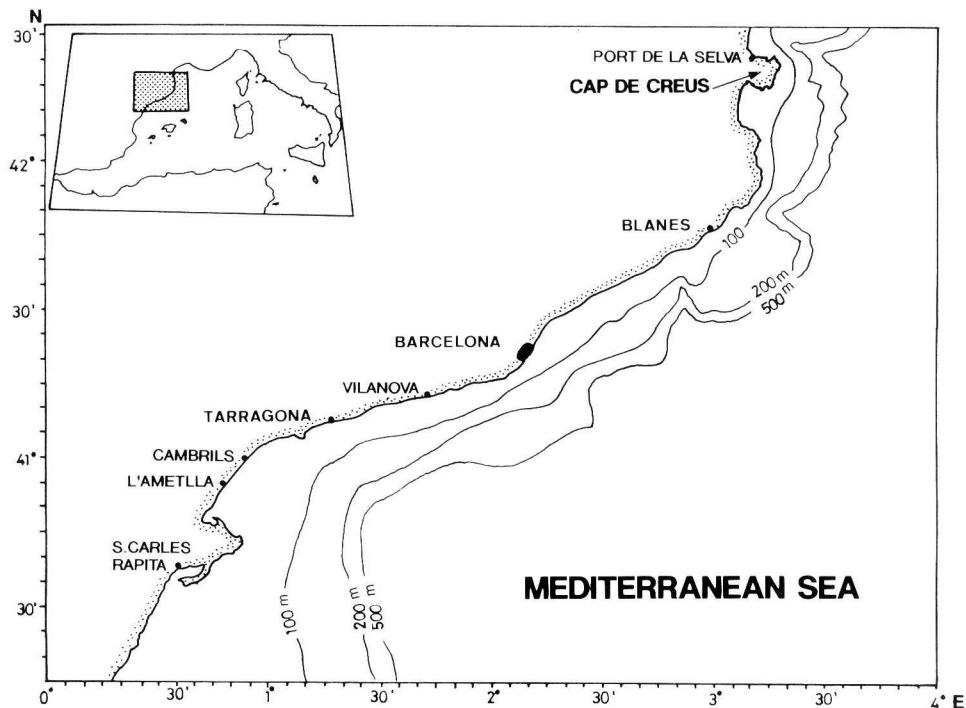 N
30'
PORT DE LA SELVA
CAP DE CREUS
42°
BLANES
100
200 m
500 m
30'
BARCELONA
VILANOVA
TARRAGONA
CAMBRILS
41°
L'AMETLLA
S. CARLES
RAPITA
MEDITERRANEAN SEA
30'
100 m
200 m
500 m
0° 30' 1° 30' 2° 30' 3° 30' 4° E